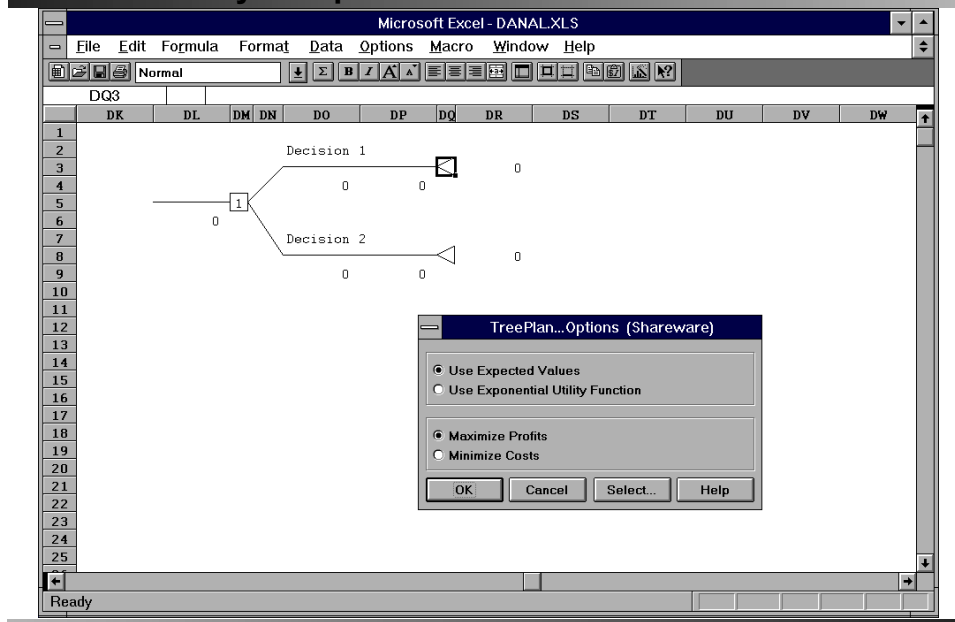 Microsoft Excel - DANAL.XLS
File Edit Formula Format Data Options Macro Window Help
Normal
DQ3
DK DL DM DN DO DP DQ DR DS DT DU DV DW
1
2 Decision 1
3 0
4 0 0
5 1
6 0
7 Decision 2
8 0
9 0 0
10
11
12 TreePlan...Options (Shareware)
13
14 Use Expected Values
15
16 Use Exponential Utility Function
17
18 Maximize Profits
19 Minimize Costs
20
21 OK Cancel Select... Help
22
23
24
25
Ready